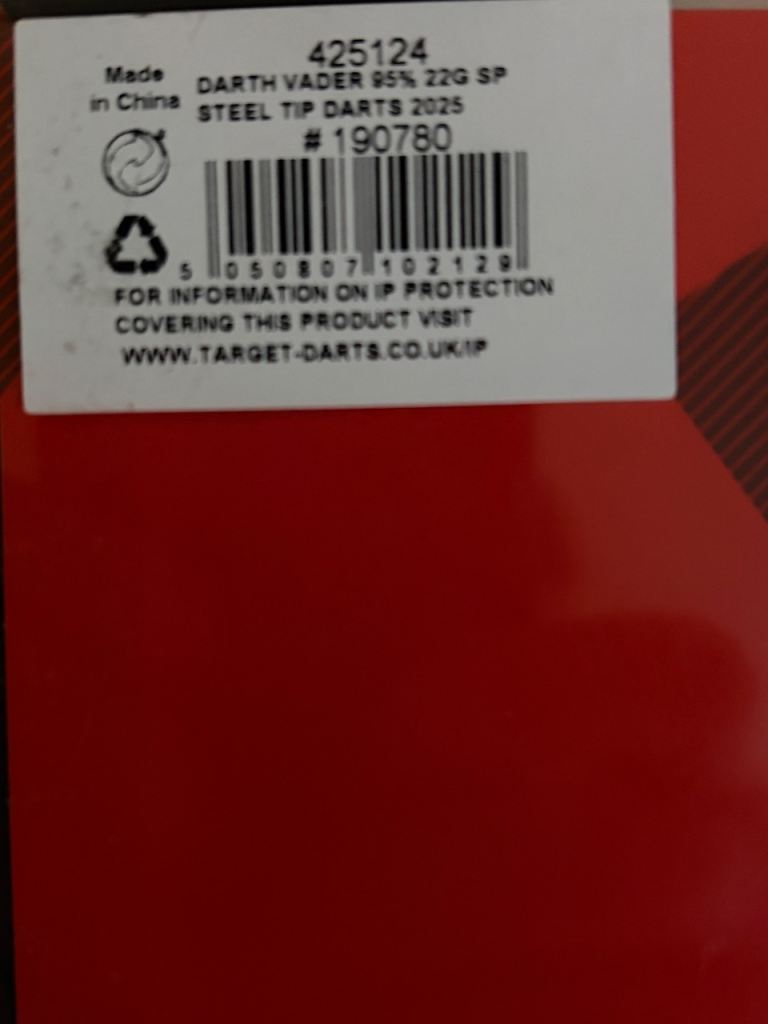 425124
Made in China
DARTH VADER 95% 22G SP
STEEL TIP DARTS 2025
# 190780
5 050807 102129
FOR INFORMATION ON IP PROTECTION
COVERING THIS PRODUCT VISIT
WWW.TARGET-DARTS.CO.UK/IP